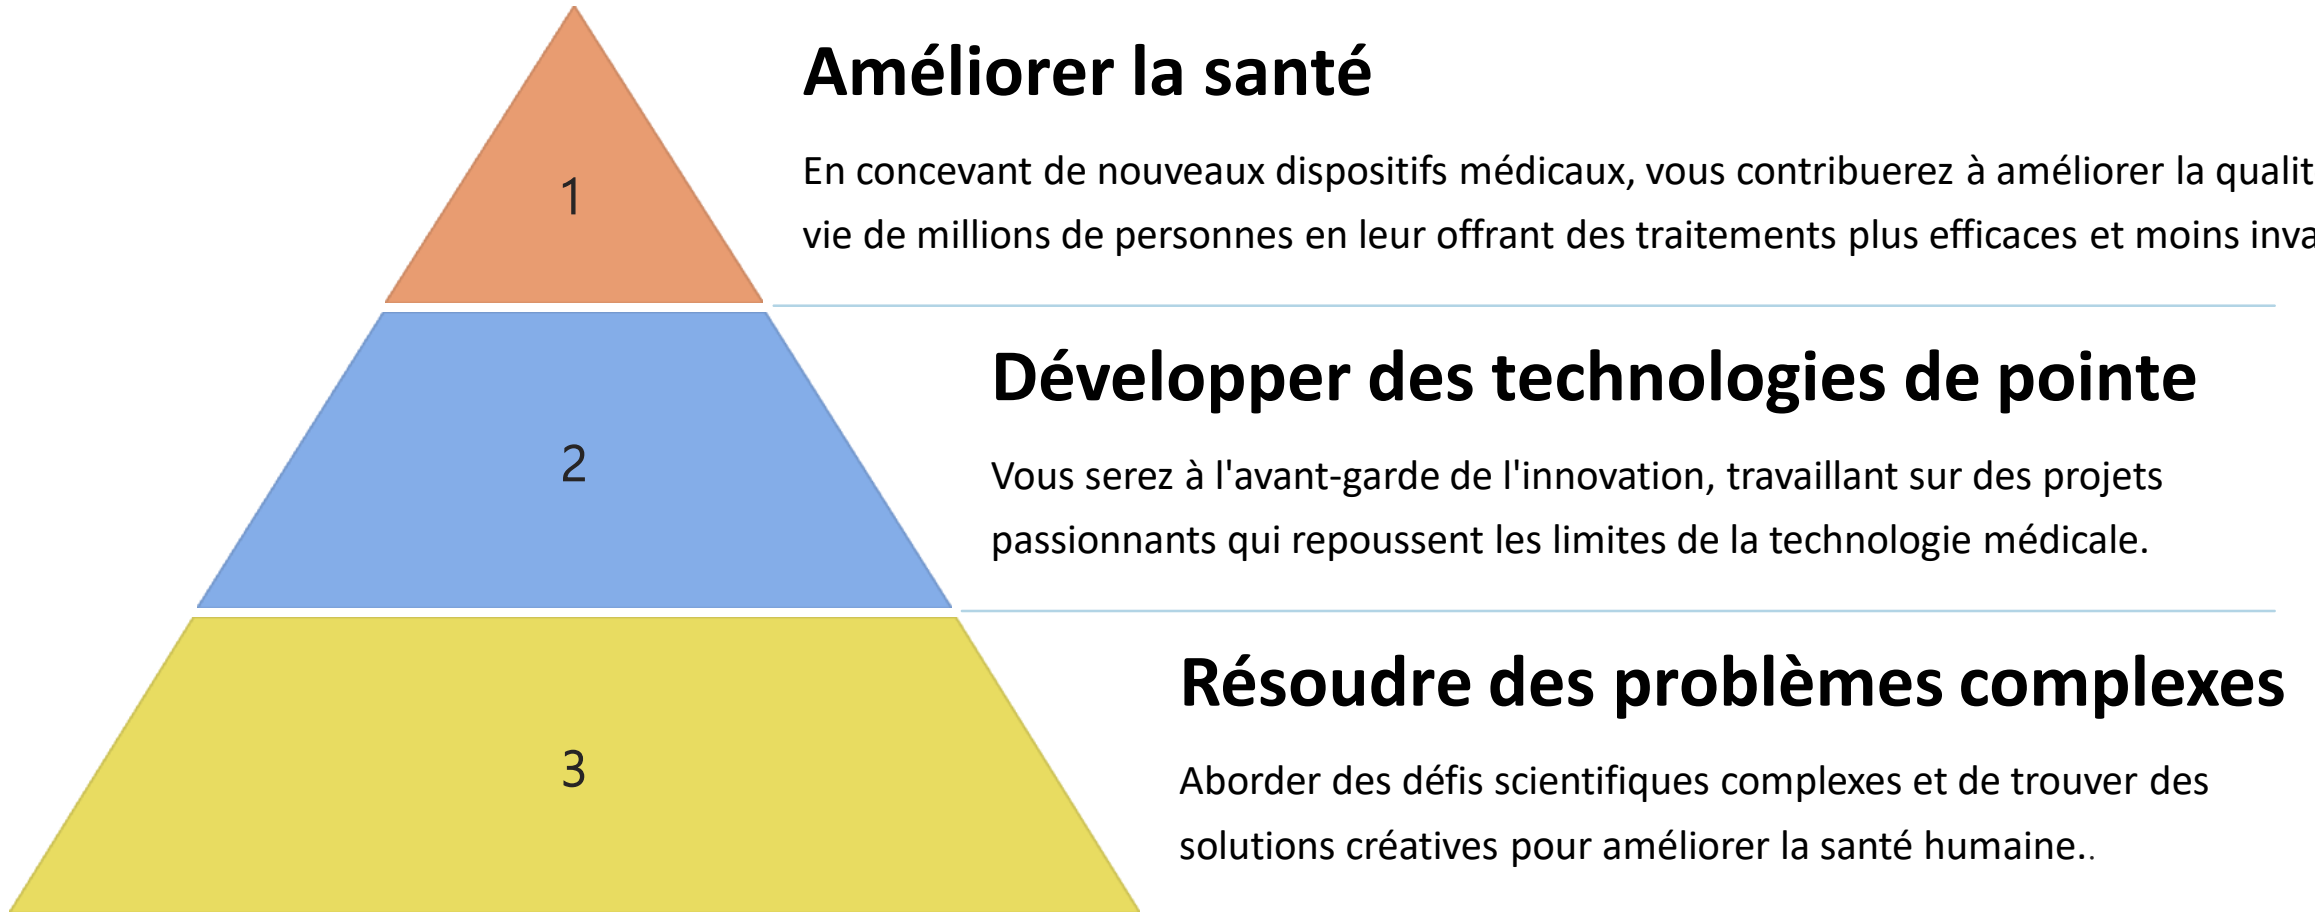 1
Améliorer la santé
En concevant de nouveaux dispositifs médicaux, vous contribuerez à améliorer la qualit
vie de millions de personnes en leur offrant des traitements plus efficaces et moins inva
2
Développer des technologies de pointe
Vous serez à l'avant-garde de l'innovation, travaillant sur des projets
passionnants qui repoussent les limites de la technologie médicale.
3
Résoudre des problèmes complexes
Aborder des défis scientifiques complexes et de trouver des
solutions créatives pour améliorer la santé humaine..